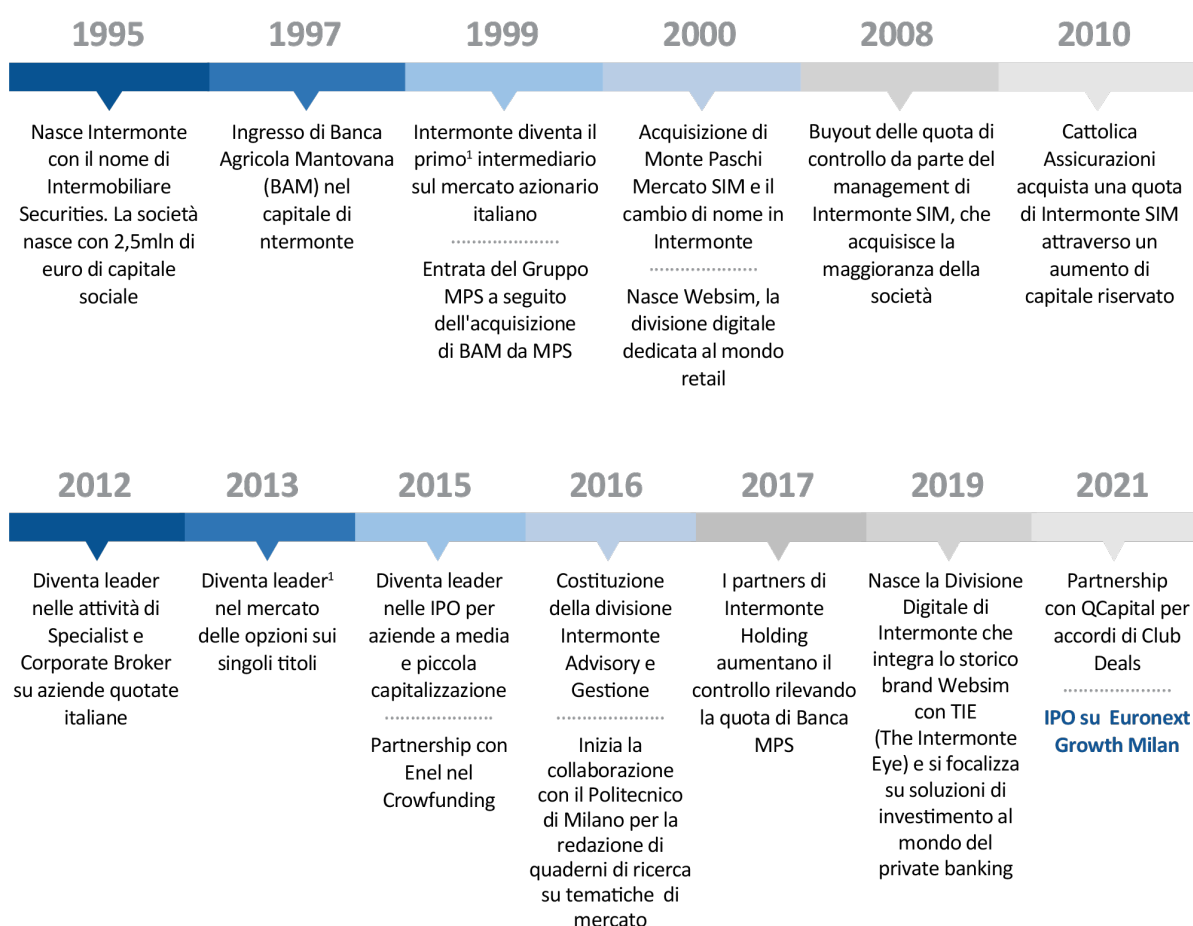 1995
Nasce Intermonte
con il nome di
Intermobiliare
Securities. La società
nasce con 2,5mln di
euro di capitale
sociale
1997
Ingresso di Banca
Agricola Mantovana
(BAM) nel
capitale di
ntermonte
1999
Intermonte diventa il
primo¹ intermediario
sul mercato azionario
italiano
Entrata del Gruppo
MPS a seguito
dell'acquisizione
di BAM da MPS
2000
Acquisizione di
Monte Paschi
Mercato SIM e il
cambio di nome in
Intermonte
Nasce Websim, la
divisione digitale
dedicata al mondo
retail
2008
Buyout delle quota di
controllo da parte del
management di
Intermonte SIM, che
acquisisce la
maggioranza della
società
2010
Cattolica
Assicurazioni
acquista una quota
di Intermonte SIM
attraverso un
aumento di
capitale riservato
2012
Diventa leader
nelle attività di
Specialist e
Corporate Broker
su aziende quotate
italiane
2013
Diventa leader¹
nel mercato
delle opzioni sui
singoli titoli
2015
Diventa leader
nelle IPO per
aziende a media
e piccola
capitalizzazione
Partnership con
Enel nel
Crowfunding
2016
Costituzione
della divisione
Intermonte
Advisory e
Gestione
Inizia la
collaborazione
con il Politecnico
di Milano per la
redazione di
quaderni di ricerca
su tematiche di
mercato
2017
I partners di
Intermonte
Holding
aumentano il
controllo rilevando
la quota di Banca
MPS
2019
Nasce la Divisione
Digitale di
Intermonte che
integra lo storico
brand Websim
con TIE
(The Intermonte
Eye) e si focalizza
su soluzioni di
investimento al
mondo del
private banking
2021
Partnership
con QCapital per
accordi di Club
Deals
IPO su Euronext
Growth Milan